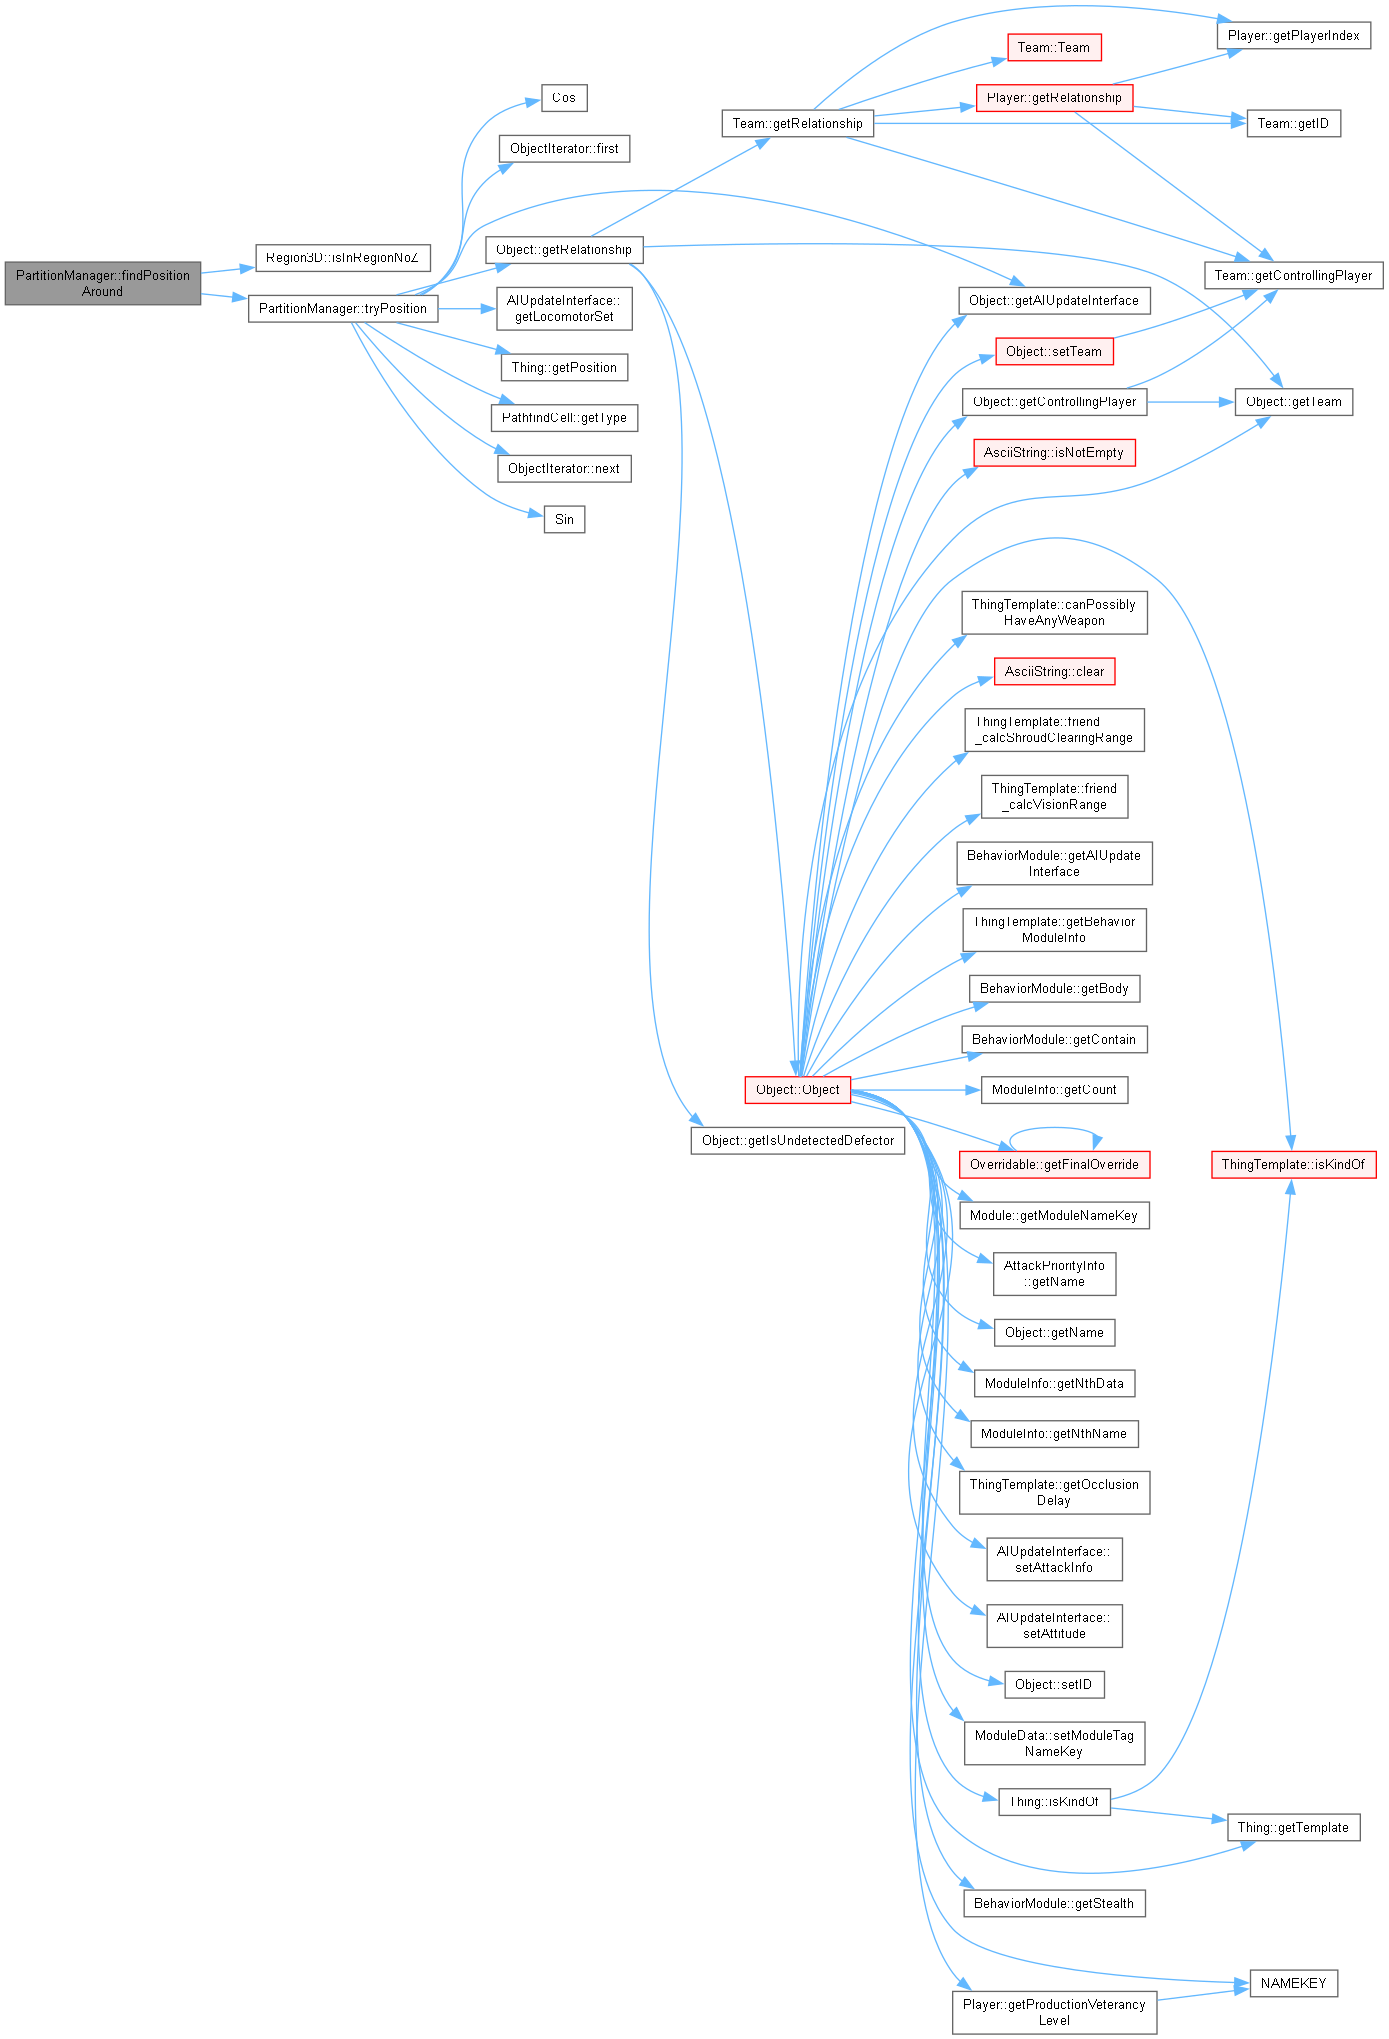 PartitionManager::findPosition
Around
Region3D::isInRegionNoZ
PartitionManager::tryPosition
Cos
ObjectIterator::first
Object::getRelationship
AIUpdateInterface::
getLocomotorSet
Thing::getPosition
PathfindCell::getType
ObjectIterator::next
Sin
Team::getRelationship
Object::Object
Object::getIsUndetectedDefector
Team::Team
Player::getRelationship
Object::getAIUpdateInterface
Object::setTeam
Object::getControllingPlayer
AsciiString::isNotEmpty
ThingTemplate::canPossibly
HaveAnyWeapon
AsciiString::clear
ThingTemplate::friend
_calcShroudClearingRange
ThingTemplate::friend
_calcVisionRange
BehaviorModule::getAIUpdate
Interface
ThingTemplate::getBehavior
ModuleInfo
BehaviorModule::getBody
BehaviorModule::getContain
ModuleInfo::getCount
Overridable::getFinalOverride
Module::getModuleNameKey
AttackPriorityInfo
::getName
Object::getName
ModuleInfo::getNthData
ModuleInfo::getNthName
ThingTemplate::getOcclusion
Delay
AIUpdateInterface::
setAttackInfo
AIUpdateInterface::
setAttitude
Object::setID
ModuleData::setModuleTag
NameKey
Thing::isKindOf
BehaviorModule::getStealth
Player::getProductionVeterancy
Level
Player::getPlayerIndex
Team::getID
Team::getControllingPlayer
Object::getTeam
ThingTemplate::isKindOf
Thing::getTemplate
NAMEKEY